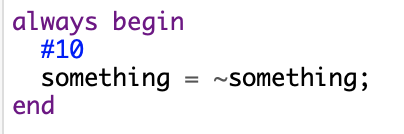 always begin
  #10
  something = ~something;
end